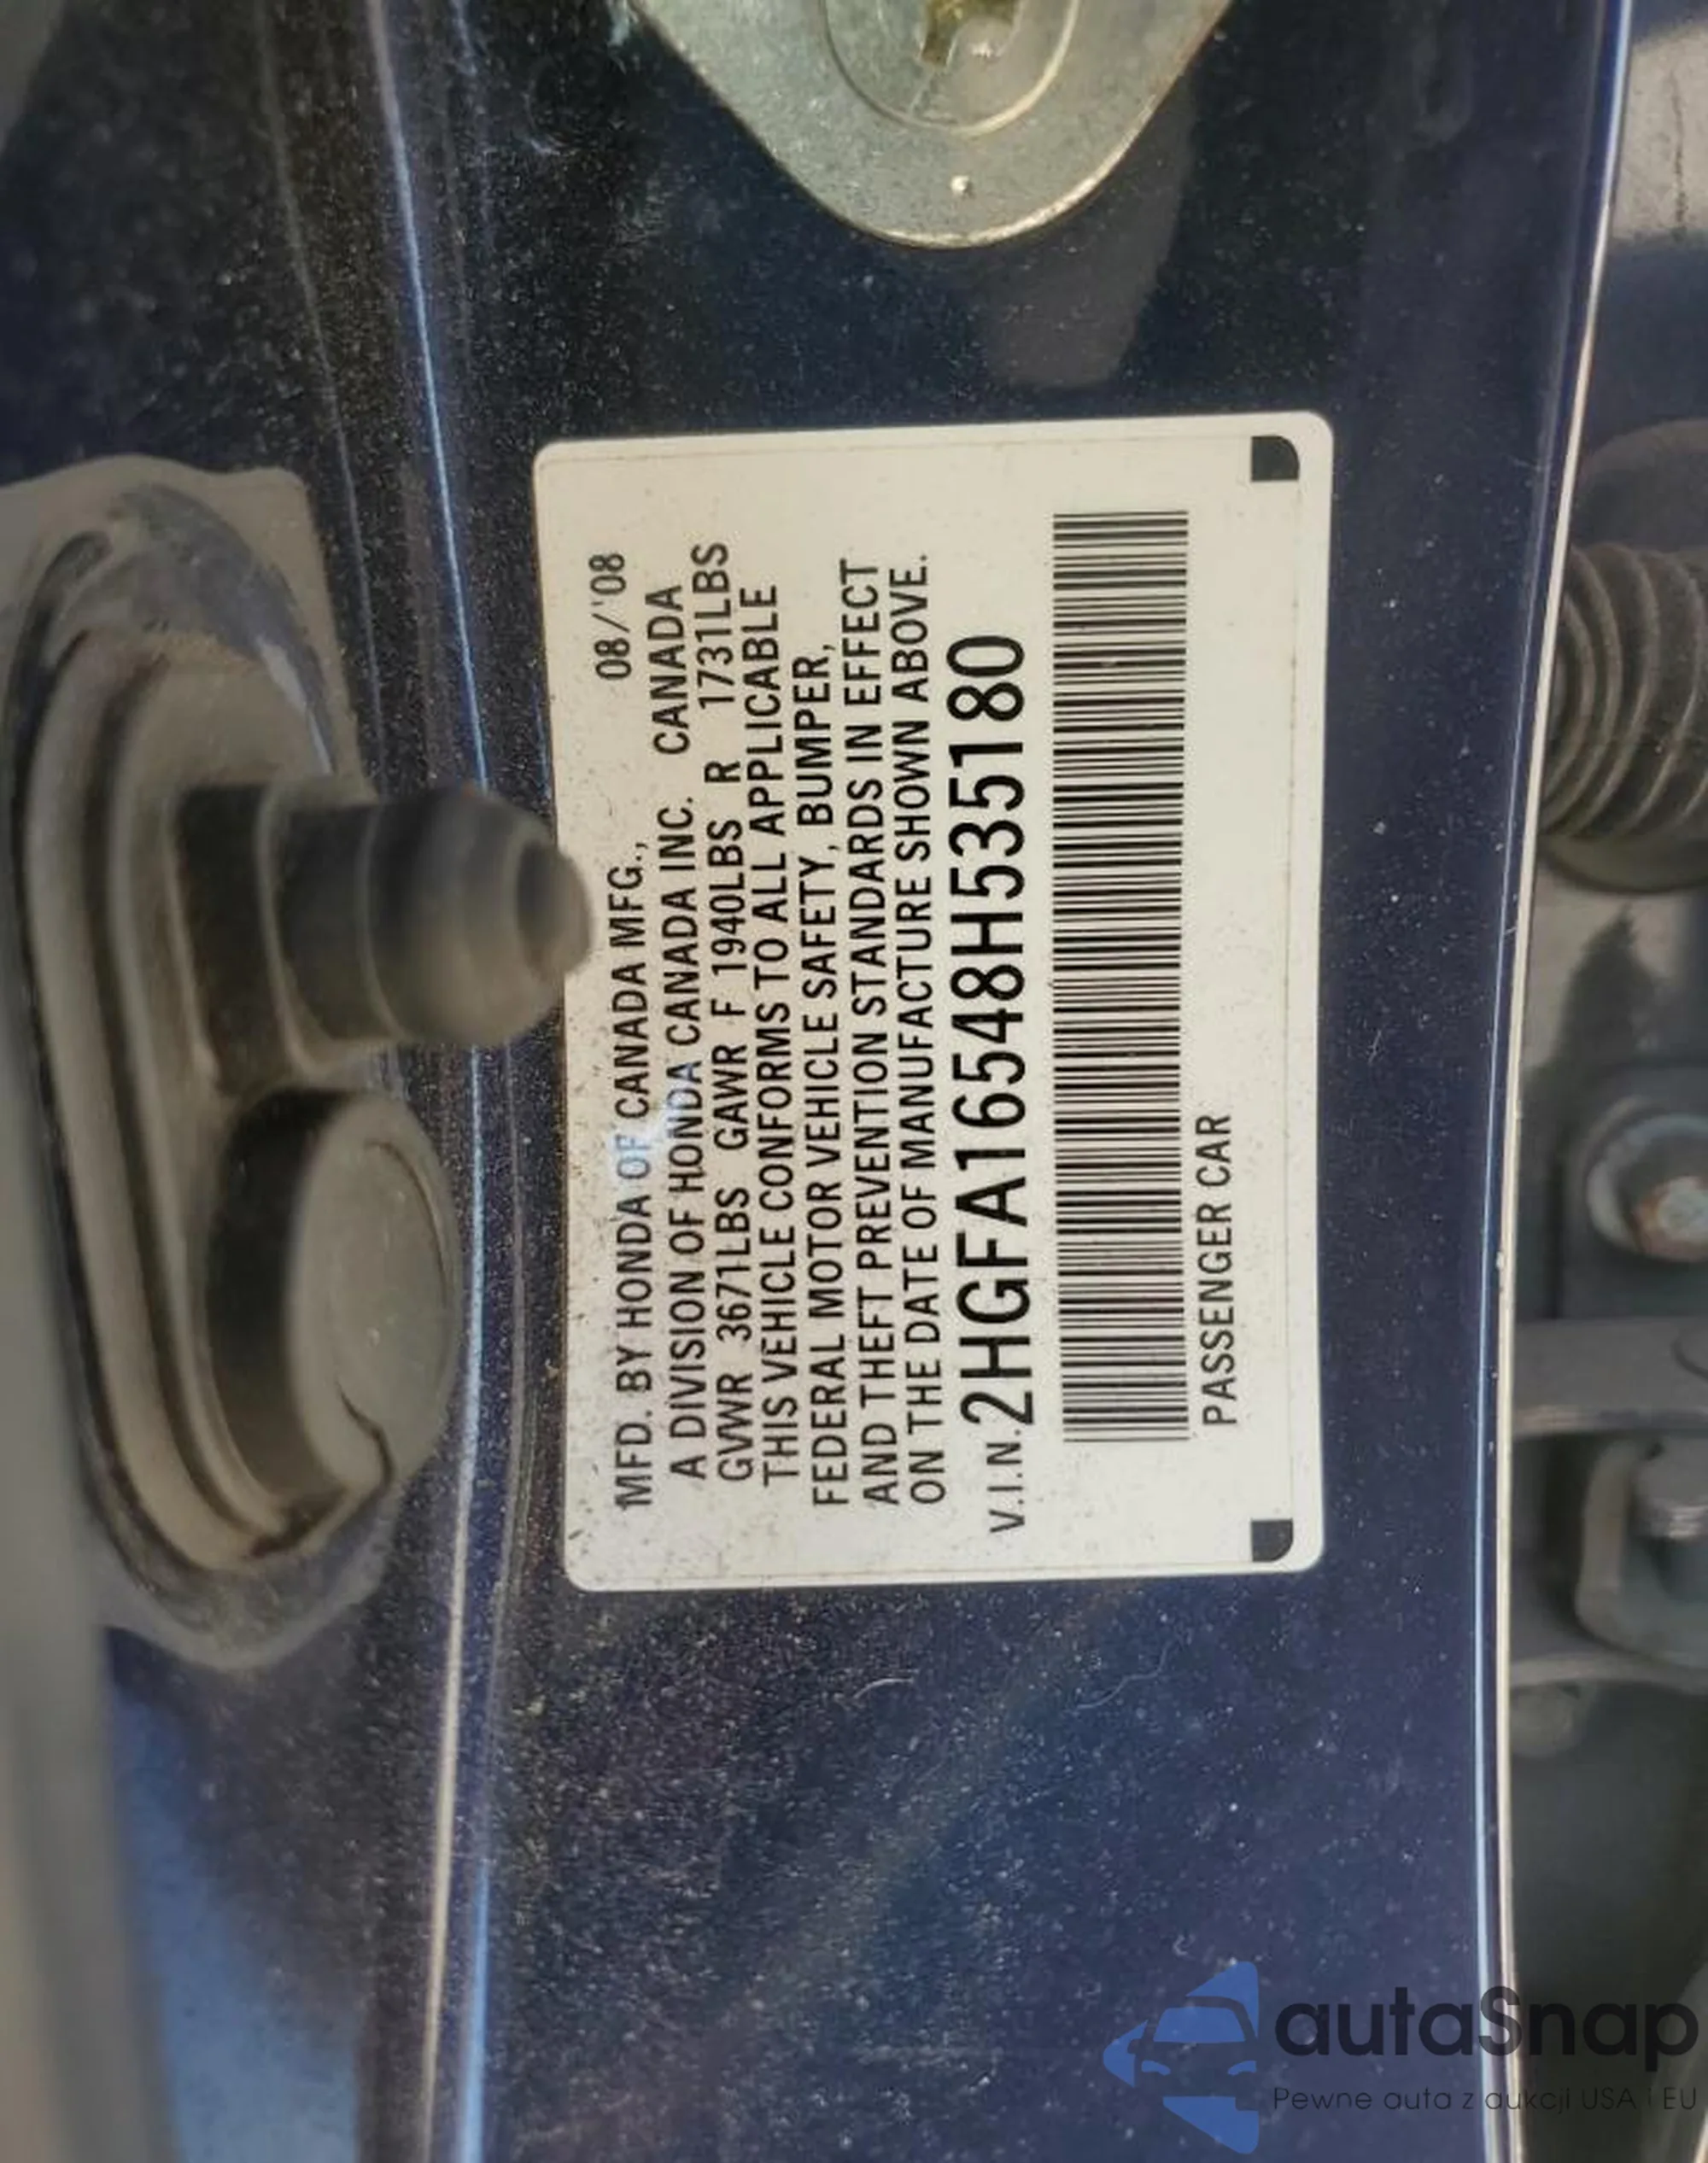 08/'08
MFD. BY HONDA OF CANADA MFG.,
A DIVISION OF HONDA CANADA INC. CANADA
GVWR 3671LBS GAWR F 1940LBS R 1731LBS
THIS VEHICLE CONFORMS TO ALL APPLICABLE
FEDERAL MOTOR VEHICLE SAFETY, BUMPER,
AND THEFT PREVENTION STANDARDS IN EFFECT
ON THE DATE OF MANUFACTURE SHOWN ABOVE.
V.I.N. 2HGFA16548H535180
PASSENGER CAR
autaSnap
Pewne auta z aukcji USA i EU